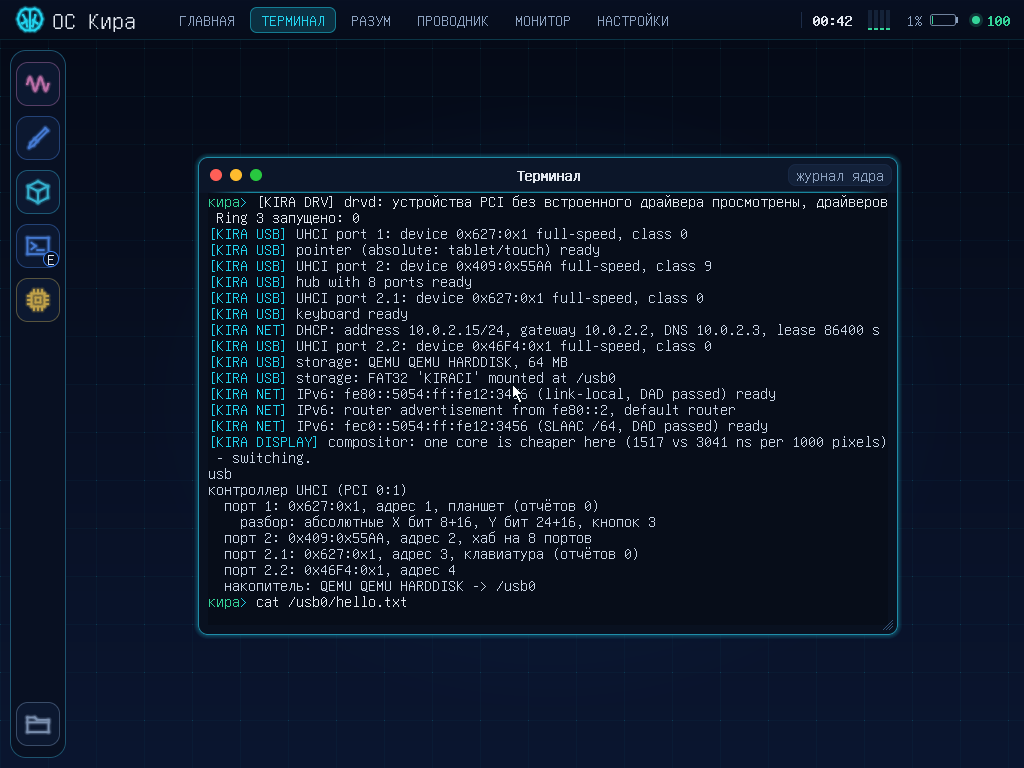 ОС Кира
ГЛАВНАЯ
ТЕРМИНАЛ
РАЗУМ
ПРОВОДНИК
МОНИТОР
НАСТРОЙКИ
00:42
1%
100
E
Терминал
журнал ядра
кира> [KIRA DRV] drvd: устройства PCI без встроенного драйвера просмотрены, драйверов
Ring 3 запущено: 0
[KIRA USB] UHCI port 1: device 0x627:0x1 full-speed, class 0
[KIRA USB] pointer (absolute: tablet/touch) ready
[KIRA USB] UHCI port 2: device 0x409:0x55AA full-speed, class 9
[KIRA USB] hub with 8 ports ready
[KIRA USB] UHCI port 2.1: device 0x627:0x1 full-speed, class 0
[KIRA USB] keyboard ready
[KIRA NET] DHCP: address 10.0.2.15/24, gateway 10.0.2.2, DNS 10.0.2.3, lease 86400 s
[KIRA USB] UHCI port 2.2: device 0x46F4:0x1 full-speed, class 0
[KIRA USB] storage: QEMU QEMU HARDDISK, 64 MB
[KIRA USB] storage: FAT32 'KIRACI' mounted at /usb0
[KIRA NET] IPv6: fe80::5054:ff:fe12:3456 (link-local, DAD passed) ready
[KIRA NET] IPv6: router advertisement from fe80::2, default router
[KIRA NET] IPv6: fec0::5054:ff:fe12:3456 (SLAAC /64, DAD passed) ready
[KIRA DISPLAY] compositor: one core is cheaper here (1517 vs 3041 ns per 1000 pixels)
- switching.
usb
контроллер UHCI (PCI 0:1)
порт 1: 0x627:0x1, адрес 1, планшет (отчётов 0)
разбор: абсолютные X бит 8+16, Y бит 24+16, кнопок 3
порт 2: 0x409:0x55AA, адрес 2, хаб на 8 портов
порт 2.1: 0x627:0x1, адрес 3, клавиатура (отчётов 0)
порт 2.2: 0x46F4:0x1, адрес 4
накопитель: QEMU QEMU HARDDISK -> /usb0
кира> cat /usb0/hello.txt